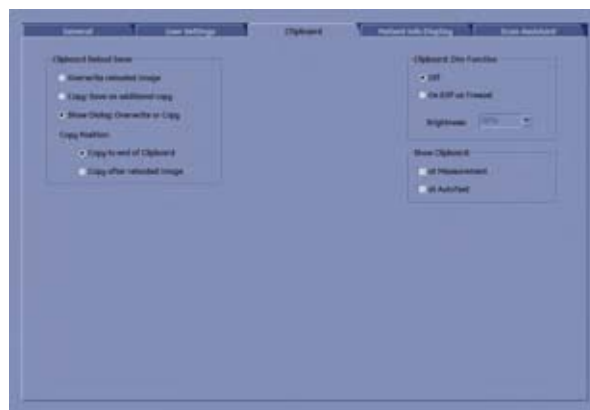 General
User Settings
Clipboard
Patient Info Display
Scan Assistant
Clipboard Reload Save
Overwrite reloaded image
Copy: Save as additional copy
Show Dialog: Overwrite or Copy
Copy Position:
Copy to end of Clipboard
Copy after reloaded image
Clipboard Dim Function
Off
On (Off at Freeze)
Brightness
Show Clipboard
at Measurement
at AutoText